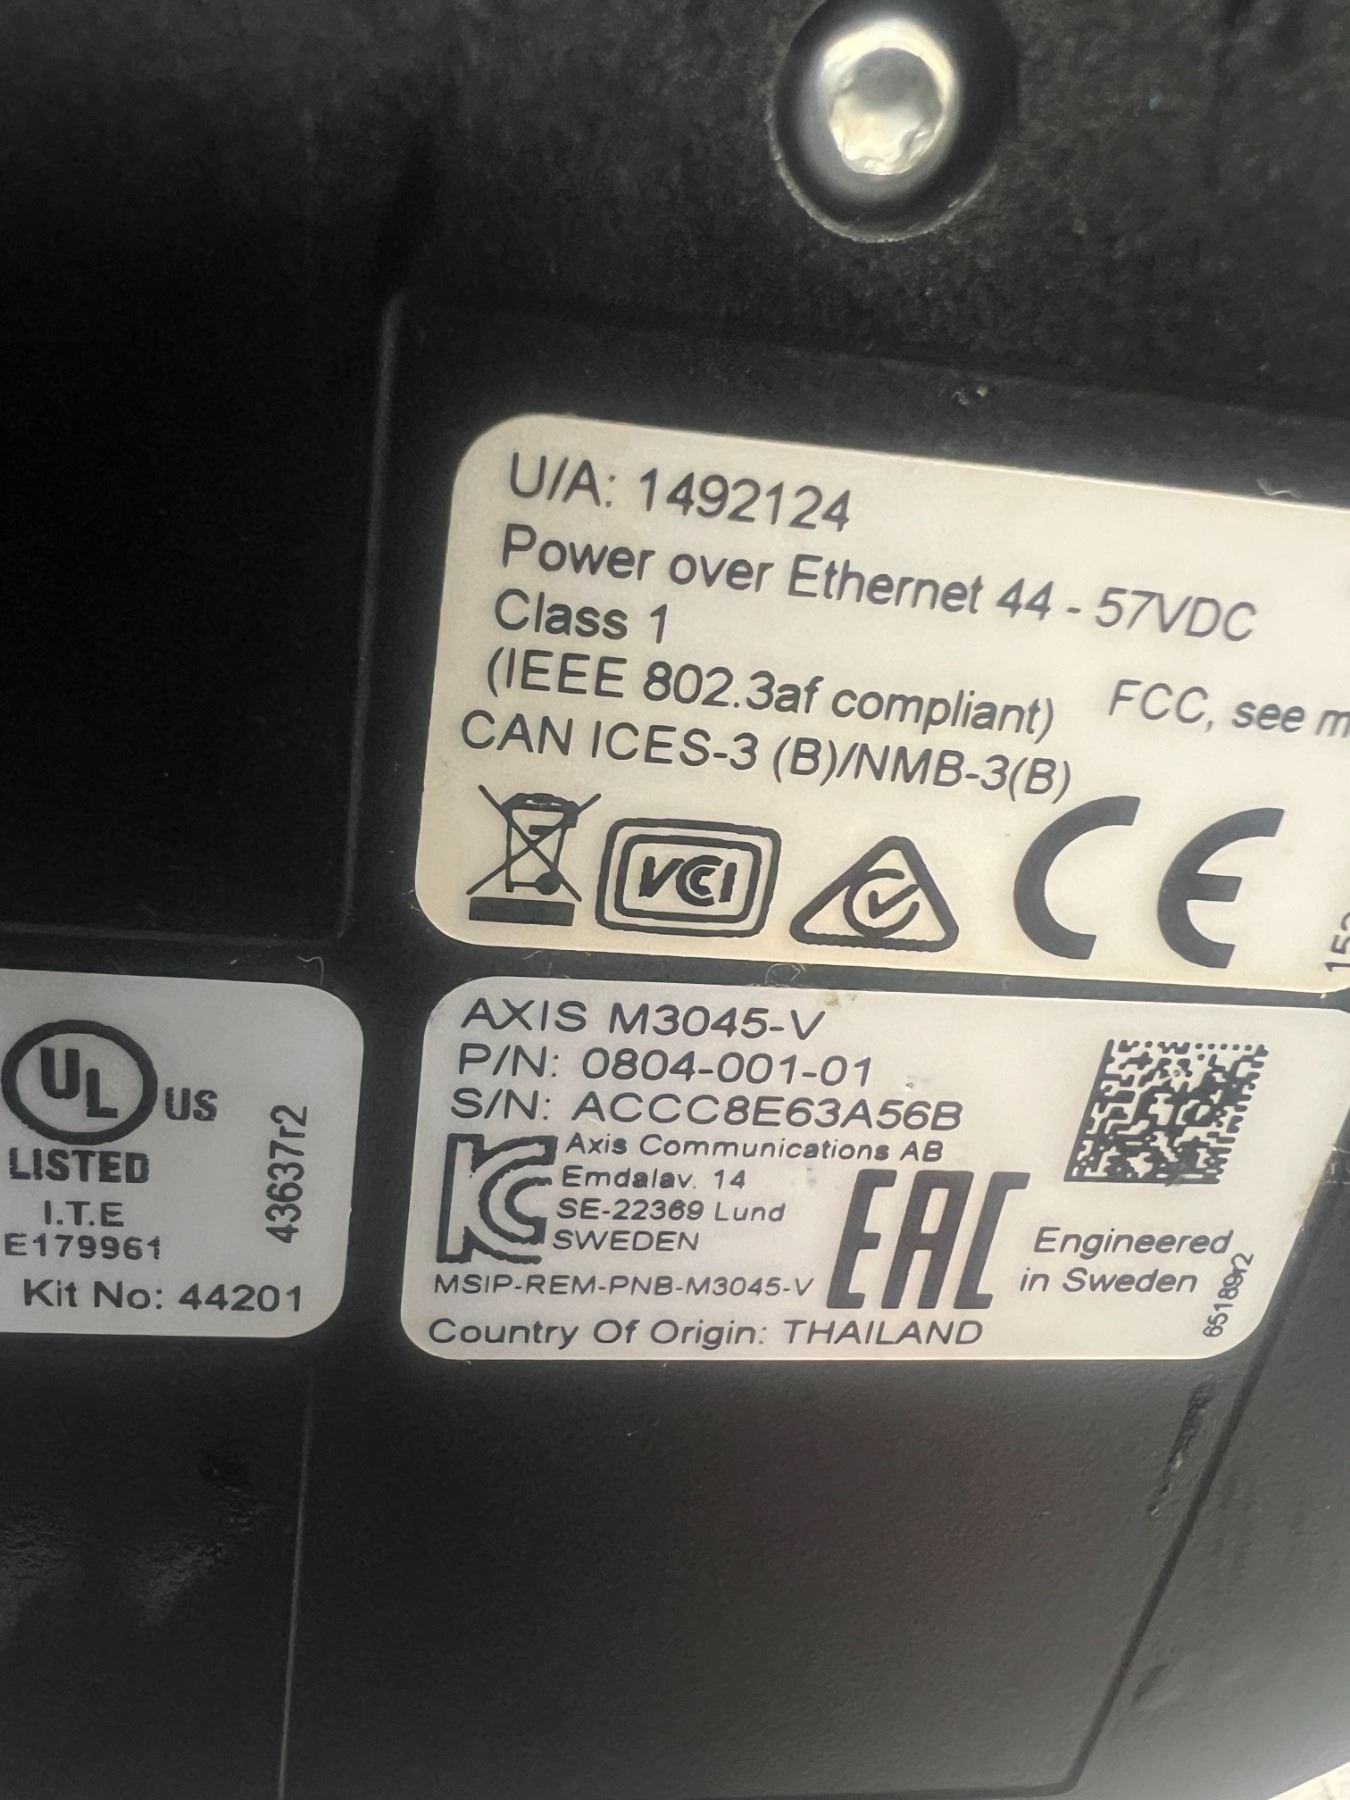 U/A: 1492124
Power over Ethernet 44 - 57VDC
Class 1
(IEEE 802.3af compliant) FCC, see
CAN ICES-3 (B)/NMB-3(B)
VCI
CE
UL US
LISTED
I.T.E
E179961
Kit No: 44201
43637r2
AXIS M3045-V
P/N: 0804-001-01
S/N: ACCC8E63A56B
Axis Communications AB
Emdalav. 14
SE-22369 Lund
SWEDEN
MSIP-REM-PNB-M3045-V
EAC
Engineered
in Sweden
65189r2
Country Of Origin: THAILAND